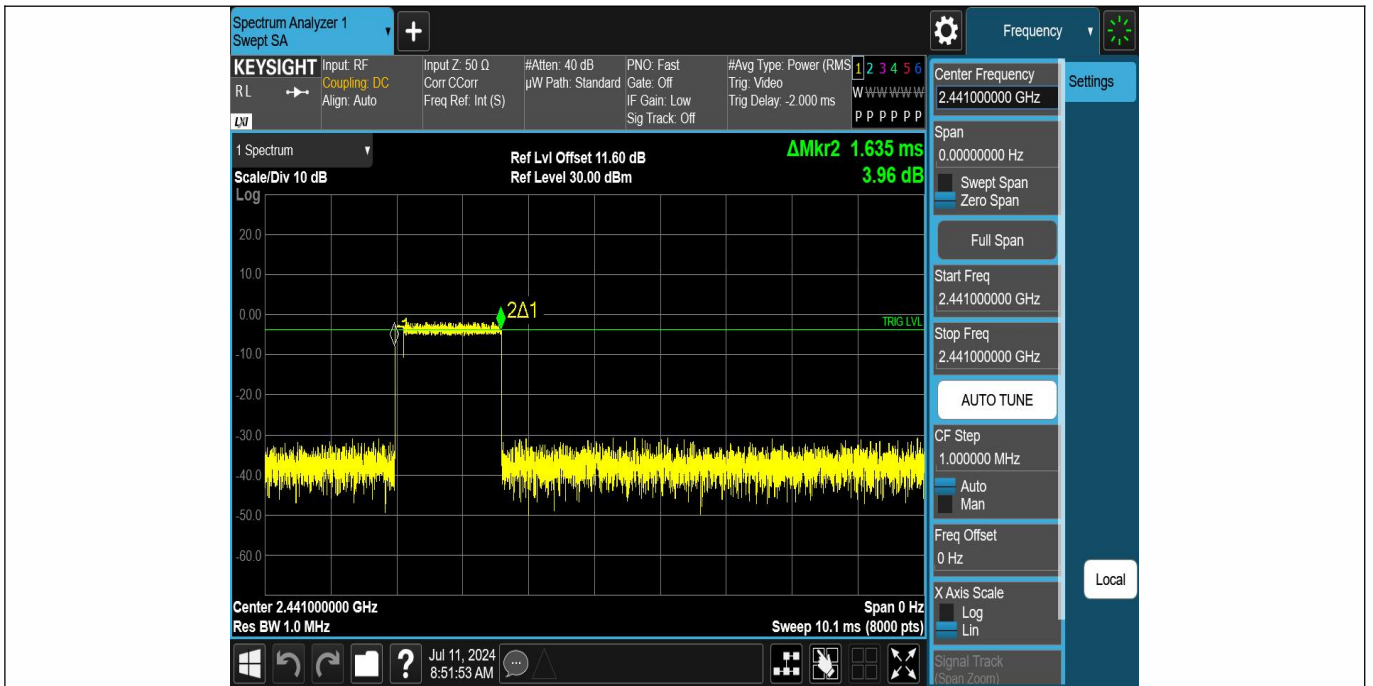 Spectrum Analyzer 1
Swept SA
+
Frequency
KEYSIGHT
RL
LXI
Input: RF
Coupling: DC
Align: Auto
Input Z: 50 Ω
Corr CCorr
Freq Ref: Int (S)
#Atten: 40 dB
µW Path: Standard
PNO: Fast
Gate: Off
IF Gain: Low
Sig Track: Off
#Avg Type: Power (RMS
Trig: Video
Trig Delay: -2.000 ms
1 2 3 4 5 6
W W W W W W
P P P P P P
1 Spectrum
Scale/Div 10 dB
Log
Ref Lvl Offset 11.60 dB
Ref Level 30.00 dBm
ΔMkr2 1.635 ms
3.96 dB
20.0
10.0
0.00
-10.0
-20.0
-30.0
-40.0
-50.0
-60.0
1
2Δ1
TRIG LVL
Center 2.441000000 GHz
Res BW 1.0 MHz
Span 0 Hz
Sweep 10.1 ms (8000 pts)
Center Frequency
2.441000000 GHz
Span
0.00000000 Hz
Swept Span
Zero Span
Full Span
Start Freq
2.441000000 GHz
Stop Freq
2.441000000 GHz
AUTO TUNE
CF Step
1.000000 MHz
Auto
Man
Freq Offset
0 Hz
X Axis Scale
Log
Lin
Signal Track
(Span Zoom)
Settings
Local
?
Jul 11, 2024
8:51:53 AM